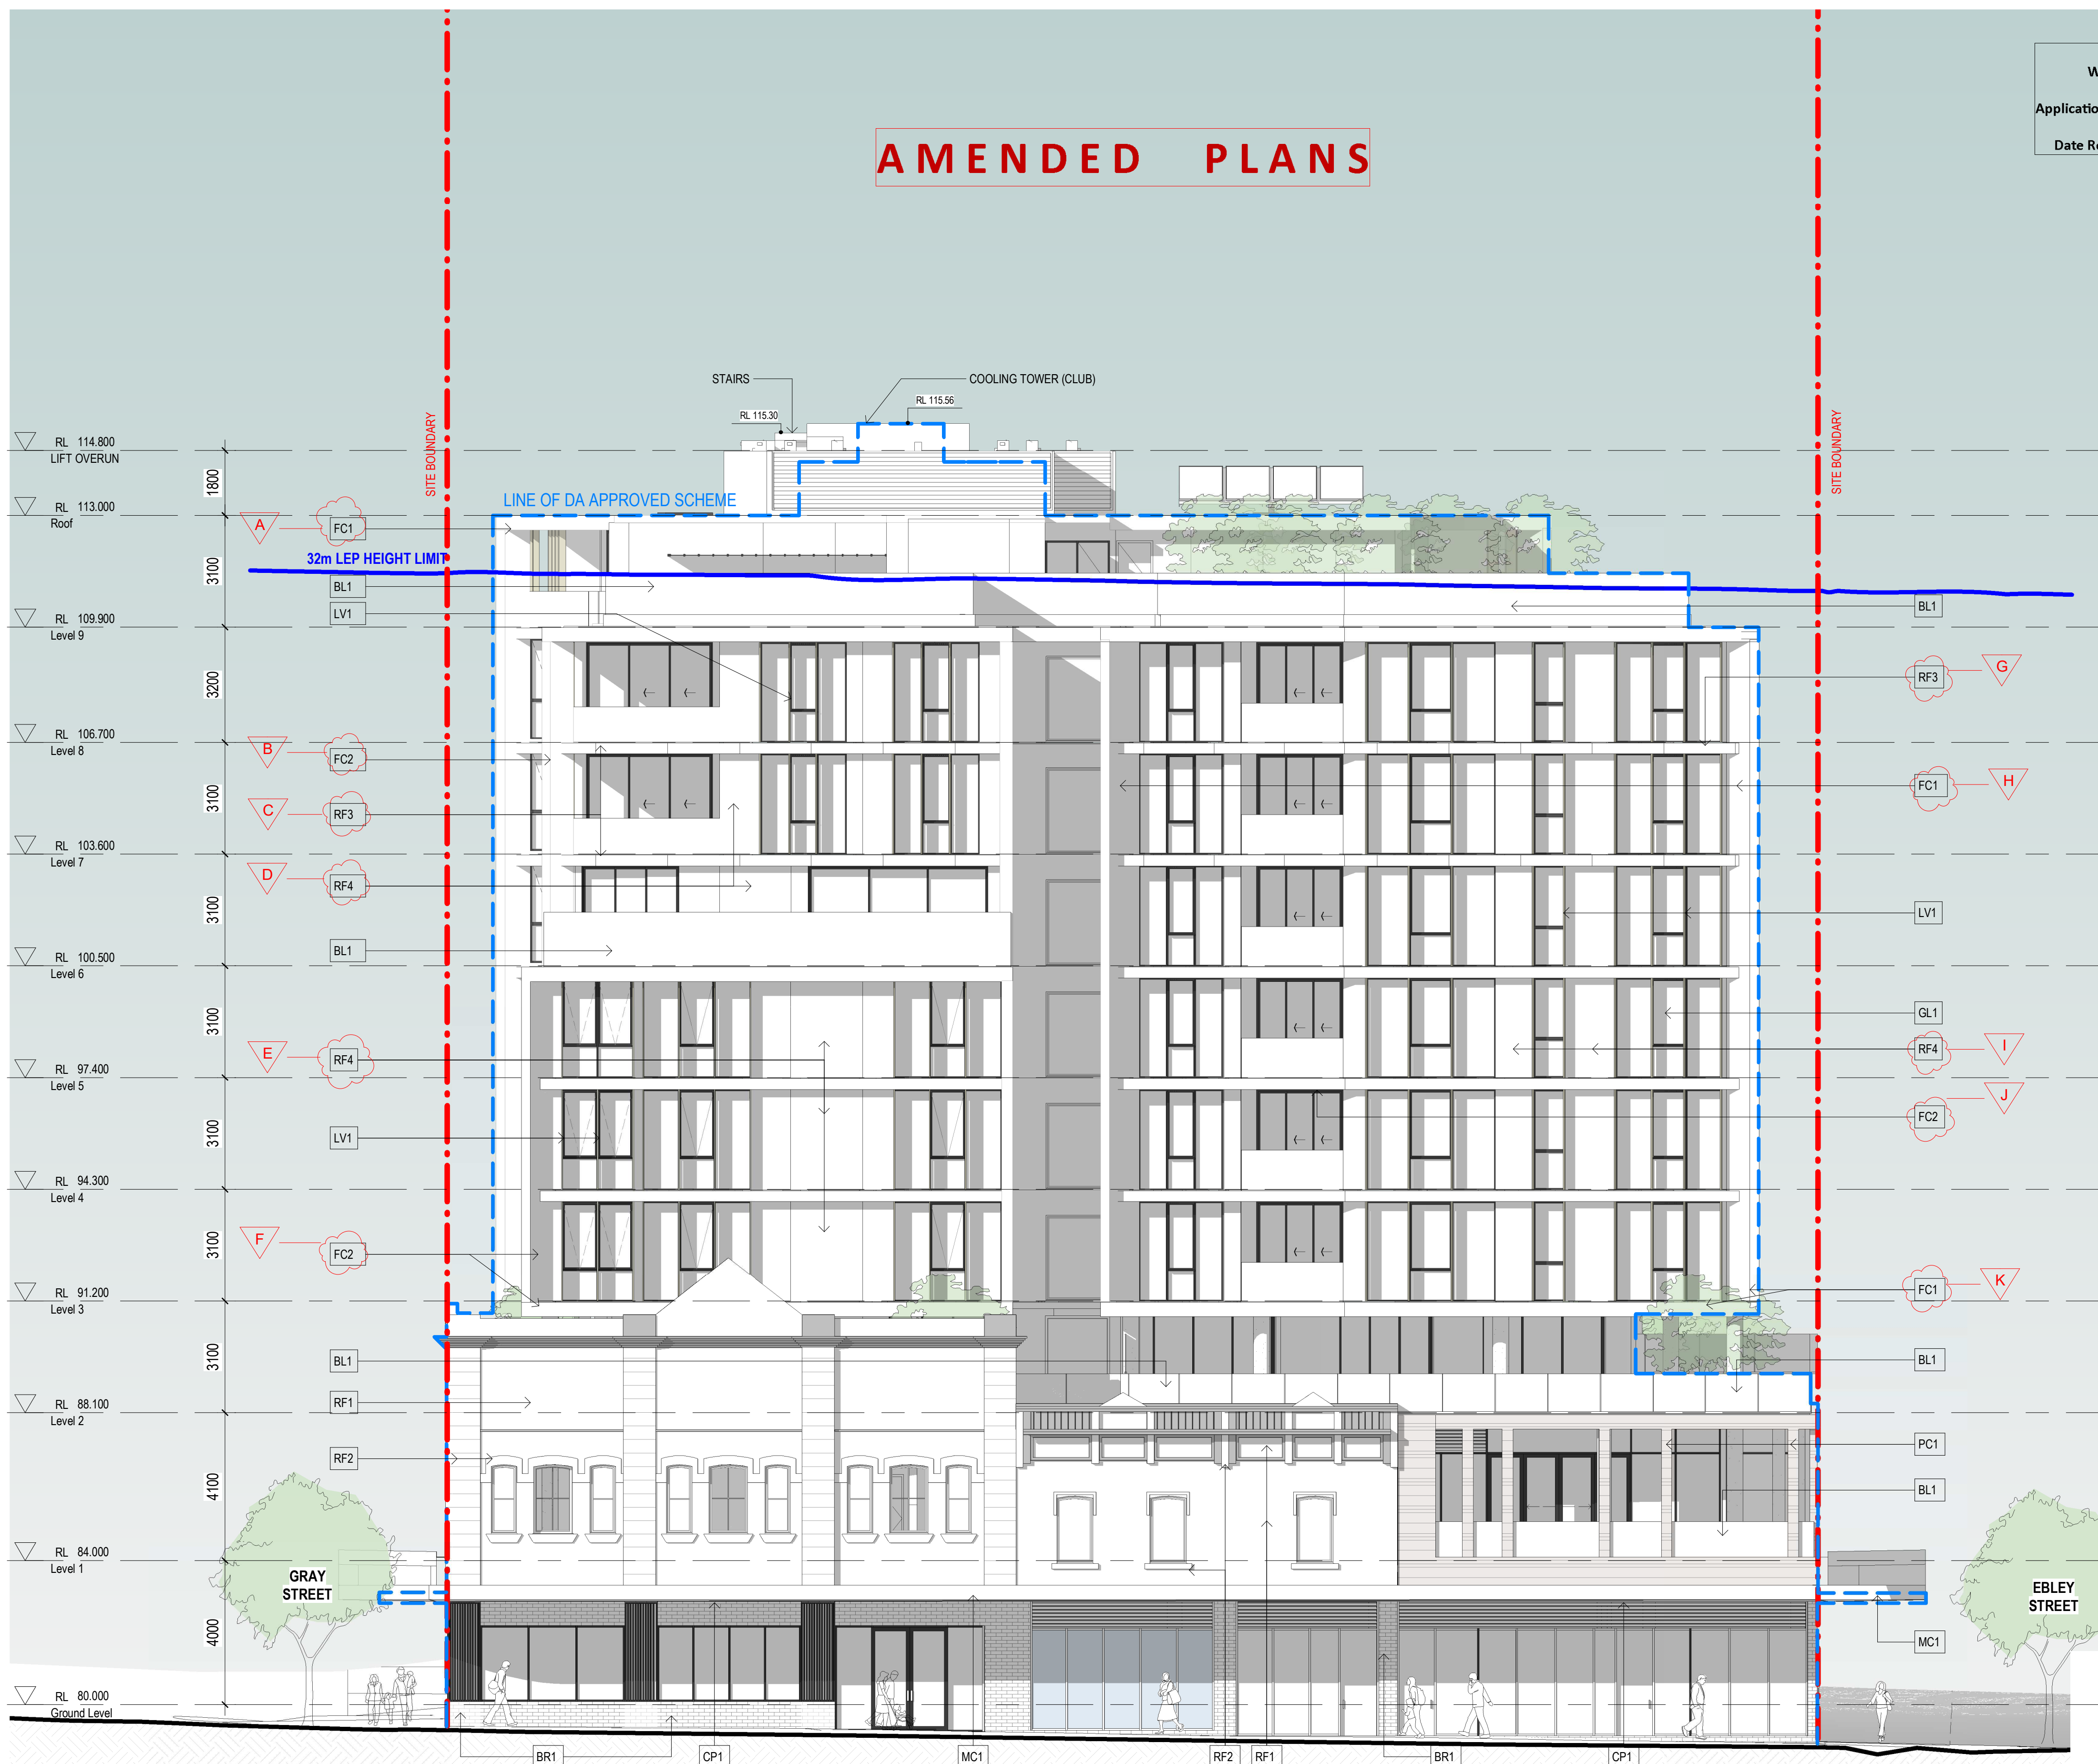 W
Applicatio
Date Re
AMENDED PLANS
STAIRS
COOLING TOWER (CLUB)
RL 115.30
RL 115.56
SITE BOUNDARY
SITE BOUNDARY
RL 114.800
LIFT OVERUN
1800
LINE OF DA APPROVED SCHEME
RL 113.000
Roof
A
FC1
32m LEP HEIGHT LIMIT
3100
BL1
LV1
BL1
RL 109.900
Level 9
3200
G
RF3
RL 106.700
Level 8
B
FC2
3100
FC1
H
C
RF3
RL 103.600
Level 7
D
RF4
3100
LV1
BL1
RL 100.500
Level 6
3100
GL1
E
RF4
RF4
I
RL 97.400
Level 5
J
FC2
3100
LV1
RL 94.300
Level 4
3100
F
FC2
K
FC1
RL 91.200
Level 3
3100
BL1
BL1
RF1
RL 88.100
Level 2
RF2
PC1
4100
BL1
RL 84.000
Level 1
GRAY
STREET
EBLEY
STREET
4000
MC1
RL 80.000
Ground Level
BR1
CP1
MC1
RF2
RF1
BR1
CP1